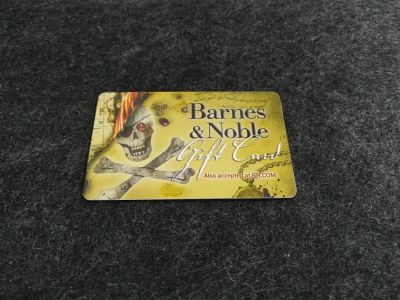 Barnes
& Noble
Gift Card
Also accepted at BN.COM